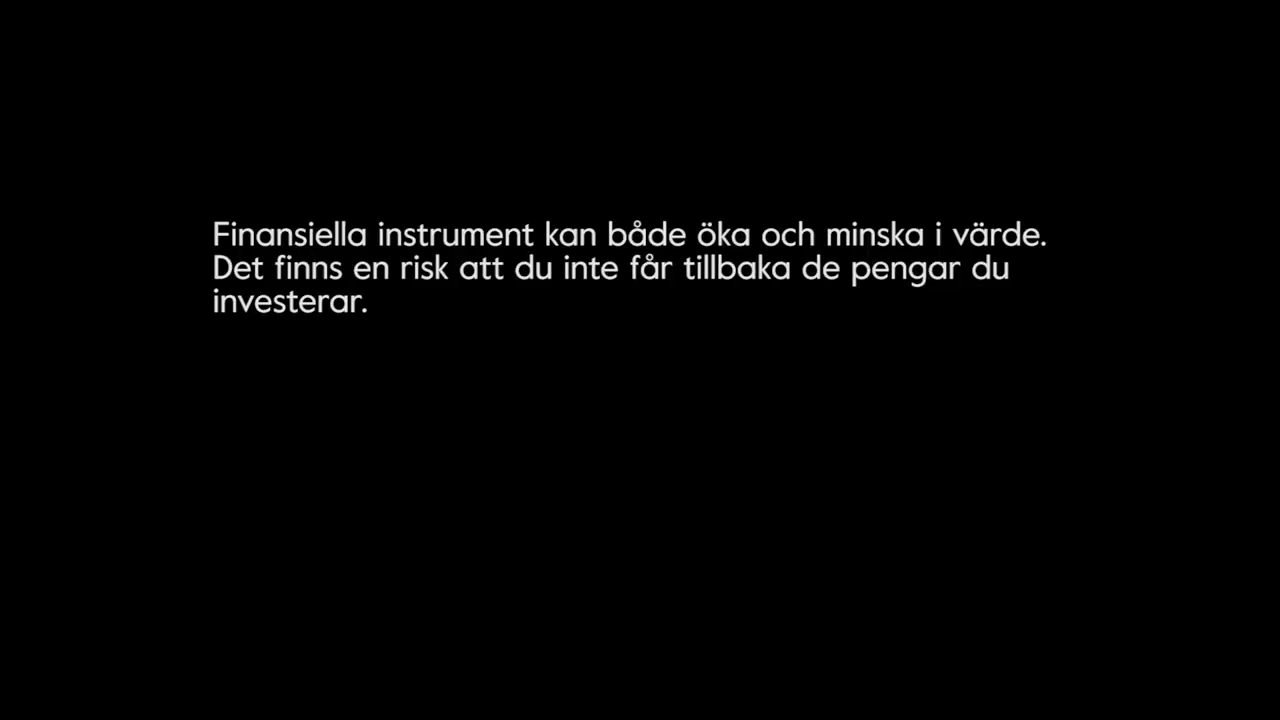 Finansiella instrument kan både öka och minska i värde.
Det finns en risk att du inte får tillbaka de pengar du
investerar.